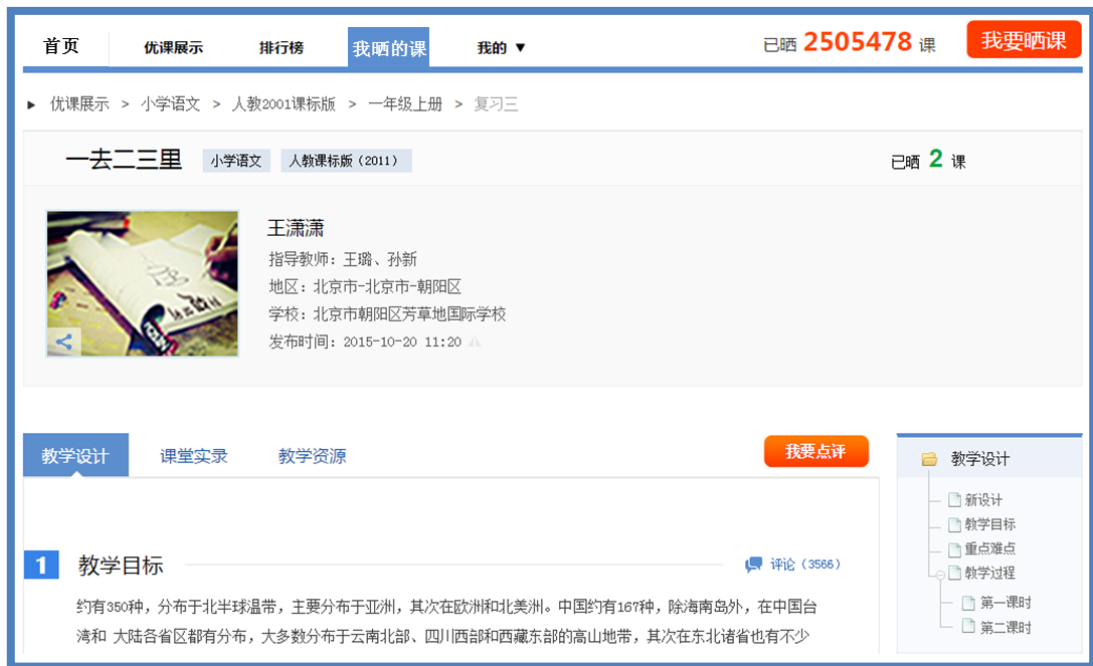 首页 优课展示 排行榜 我晒的课 我的 ▼ 已晒 2505478 课 我要晒课
▸ 优课展示 > 小学语文 > 人教2001课标版 > 一年级上册 > 复习三
一去二三里 小学语文 人教课标版（2011） 已晒 2 课
王潇潇
指导教师：王璐、孙新
地区：北京市-北京市-朝阳区
学校：北京市朝阳区芳草地国际学校
发布时间：2015-10-20 11:20
教学设计 课堂实录 教学资源 我要点评
1 教学目标 评论（3566）
约有350种，分布于北半球温带，主要分布于亚洲，其次在欧洲和北美洲。中国约有167种，除海南岛外，在中国台
湾和 大陆各省区都有分布，大多数分布于云南北部、四川西部和西藏东部的高山地带，其次在东北诸省也有不少
教学设计
新设计
教学目标
重点难点
教学过程
第一课时
第二课时